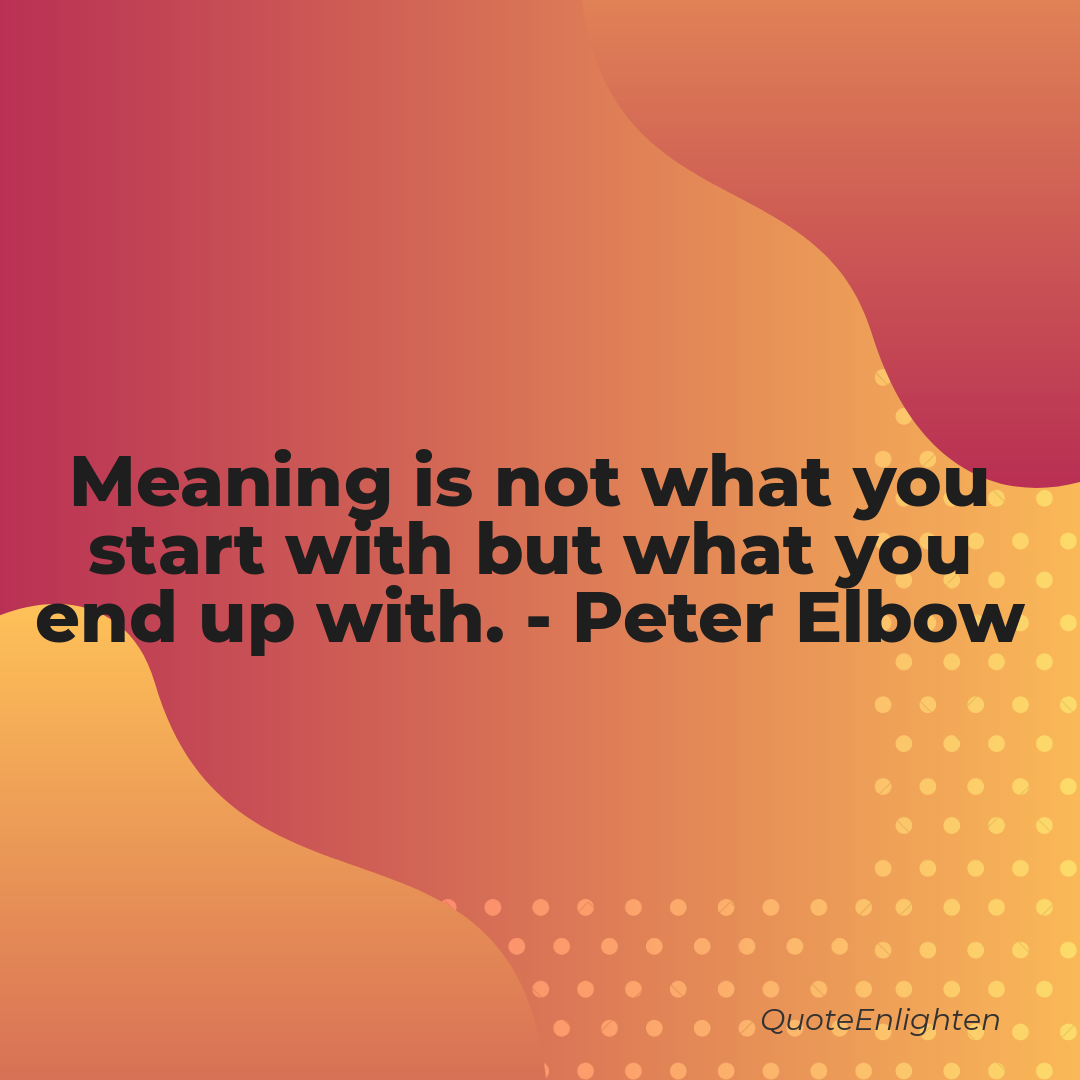 Meaning is not what you
start with but what you
end up with. - Peter Elbow
QuoteEnlighten